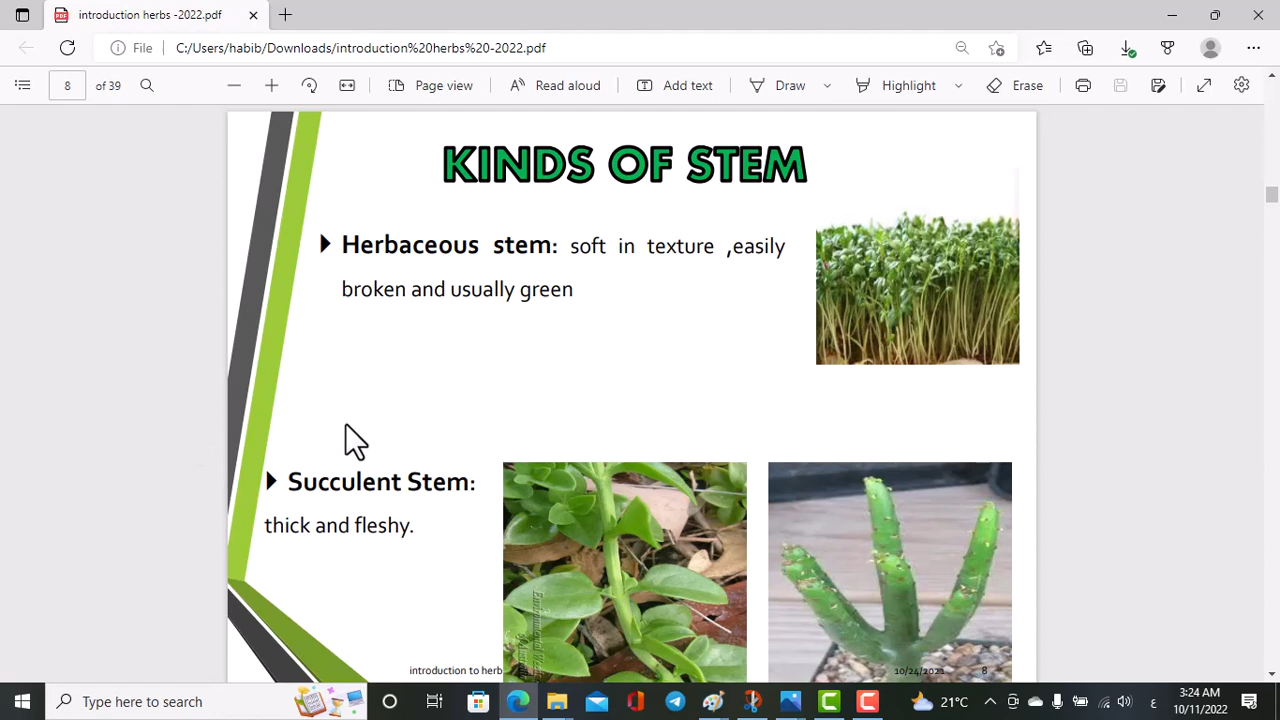 introduction herbs -2022.pdf
File
C:/Users/habib/Downloads/introduction%20herbs%20-2022.pdf
8 of 39
Page view
Read aloud
Add text
Draw
Highlight
Erase
KINDS OF STEM
Herbaceous stem: soft in texture ,easily
broken and usually green
Succulent Stem:
thick and fleshy.
introduction to herb
10/24/2021
8
Type here to search
21°C
ع
5:24 AM
10/11/2022